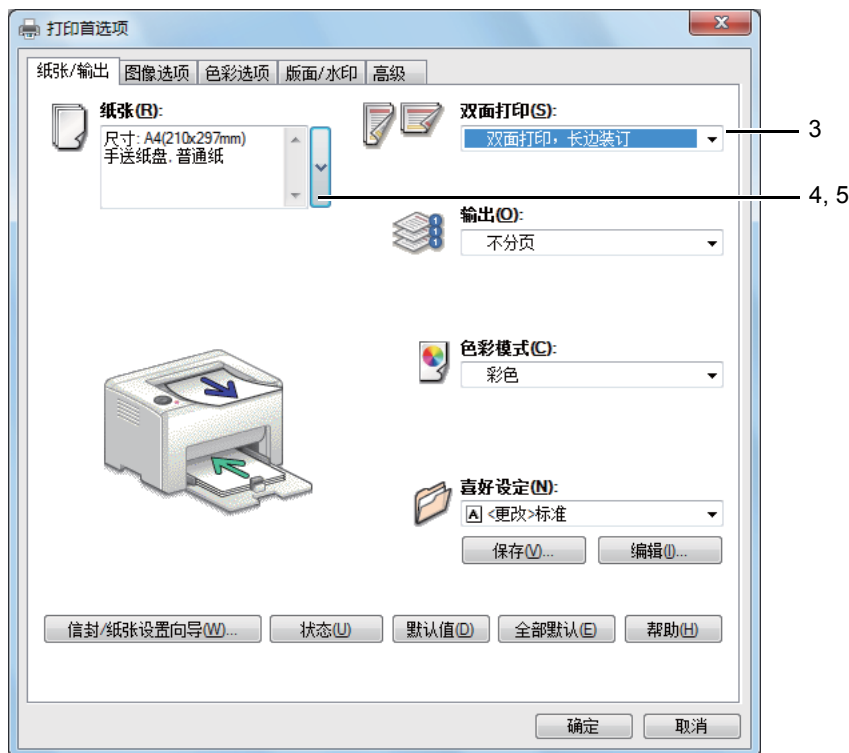 打印首选项
纸张/输出 图像选项 色彩选项 版面/水印 高级
纸张(R):
尺寸: A4(210x297mm)
手送纸盘, 普通纸
双面打印(S):
双面打印，长边装订
3
4, 5
输出(O):
不分页
1
1
1
色彩模式(C):
彩色
喜好设定(N):
A <更改>标准
保存(V)... 编辑(I)...
信封/纸张设置向导(W)... 状态(U) 默认值(D) 全部默认(E) 帮助(H)
确定 取消